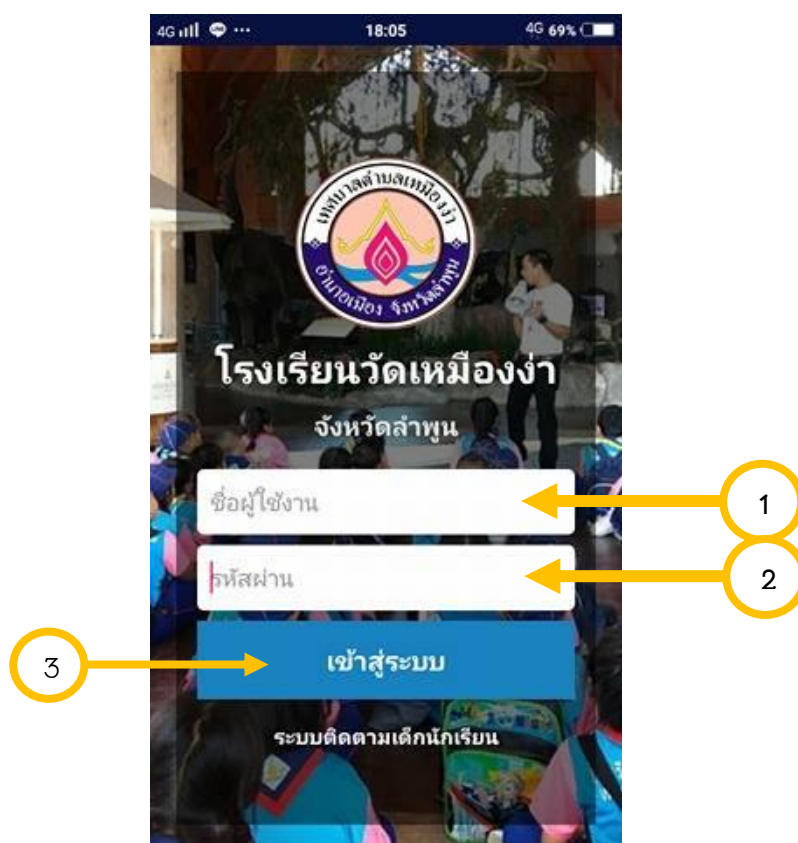 4G 18:05 4G 69%
เทศบาลตำบลเหมืองง่า
อำเภอเมือง จังหวัดลำพูน
โรงเรียนวัดเหมืองง่า
จังหวัดลำพูน
ชื่อผู้ใช้งาน
1
รหัสผ่าน
2
3
เข้าสู่ระบบ
ระบบติดตามเด็กนักเรียน